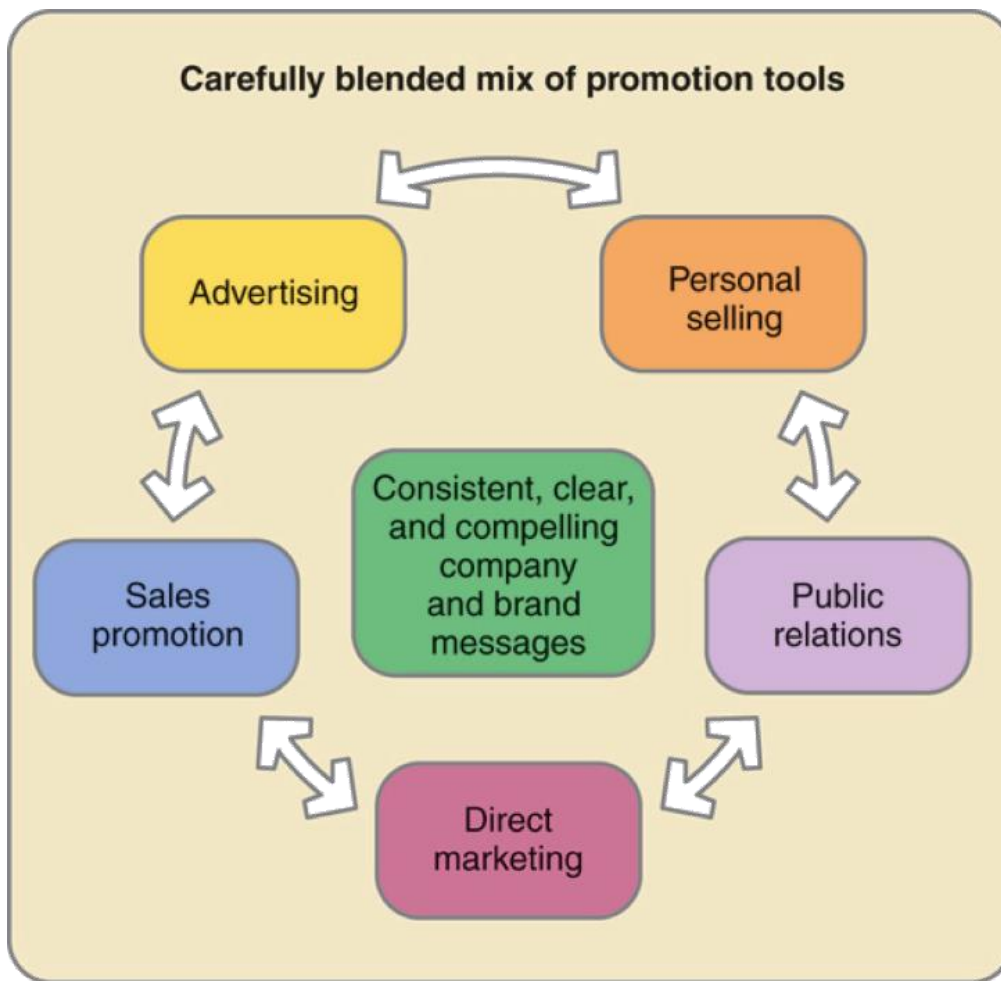 Carefully blended mix of promotion tools
Advertising
Personal
selling
Consistent, clear,
and compelling
company
and brand
messages
Sales
promotion
Public
relations
Direct
marketing